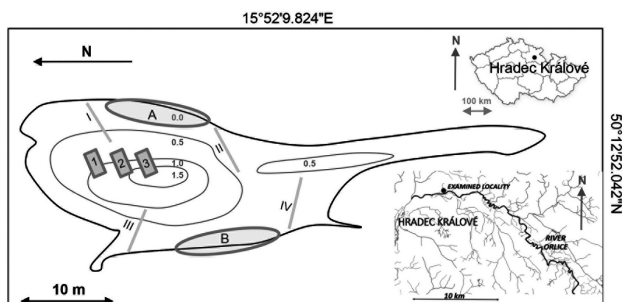 15°52'9.824"E
N
N
Hradec Králové
100 km
A
0.0
I
0.5
II
1 2 3
1.0
1.5
0.5
50°12'52.042"N
III
IV
B
10 m
EXAMINED LOCALITY
N
HRADEC KRÁLOVÉ
RIVER
ORLICE
10 km